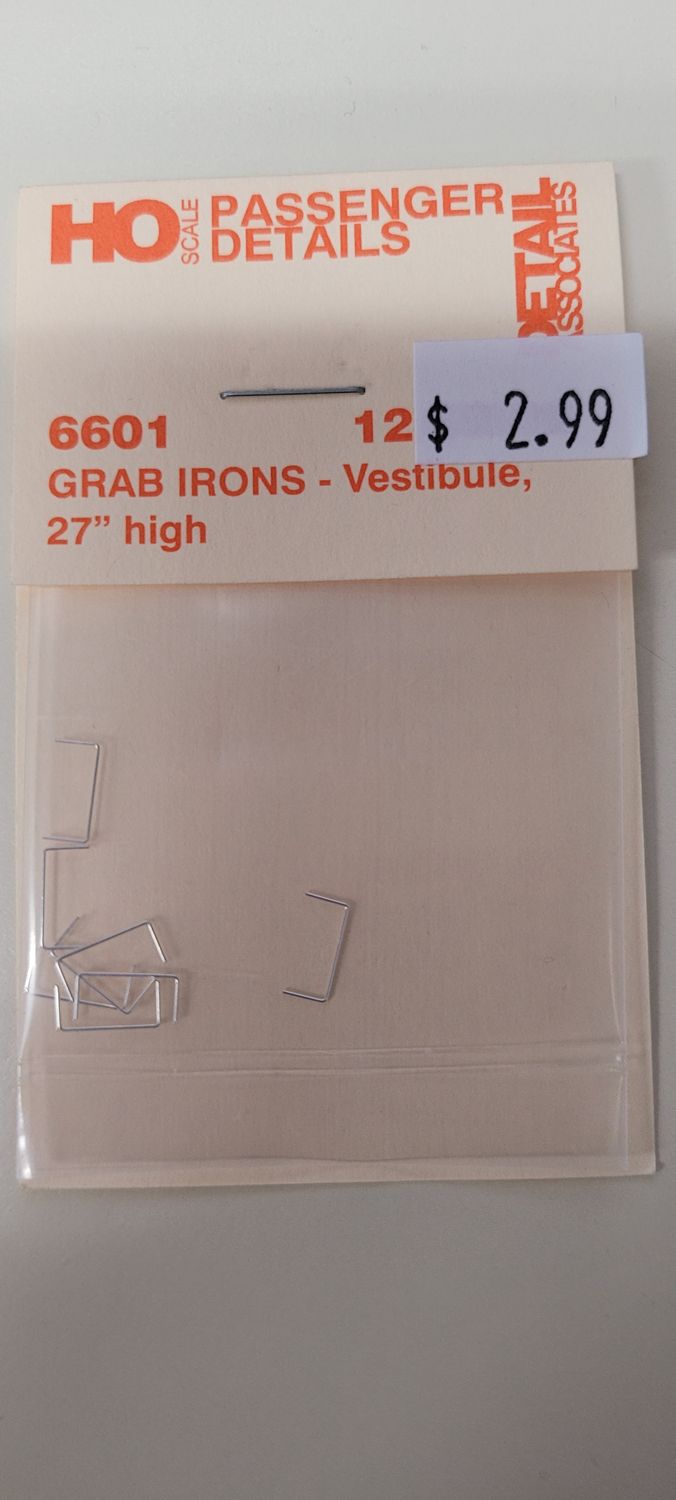 HO SCALE PASSENGER
DETAILS
DETAIL
ASSOCIATES
$ 2.99
6601 12
GRAB IRONS - Vestibule,
27” high